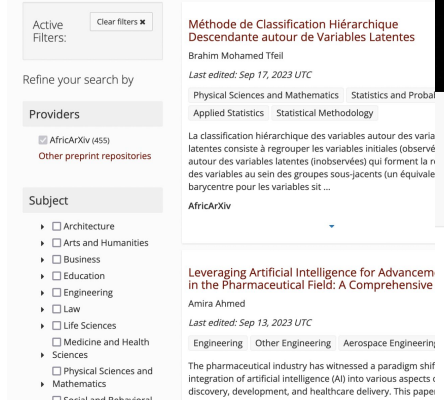 Active
Filters:
Clear filters ✖
Refine your search by
Providers
AfricArXiv (455)
Other preprint repositories
Subject
Architecture
Arts and Humanities
Business
Education
Engineering
Law
Life Sciences
Medicine and Health
Sciences
Physical Sciences and
Mathematics
Social and Behavioral
Méthode de Classification Hiérarchique
Descendante autour de Variables Latentes
Brahim Mohamed Tfeil
Last edited: Sep 17, 2023 UTC
Physical Sciences and Mathematics Statistics and
Applied Statistics Statistical Methodology
La classification hiérarchique des variables autour des
latentes consiste à regrouper les variables initiales
autour des variables latentes (inobservées) qui forment la
des variables au sein des groupes sous-jacents (un
barycentre pour les variables sit ...
AfricArXiv
Leveraging Artificial Intelligence for
in the Pharmaceutical Field: A Comprehensive
Amira Ahmed
Last edited: Sep 13, 2023 UTC
Engineering Other Engineering Aerospace Engineering
The pharmaceutical industry has witnessed a paradigm
integration of artificial intelligence (AI) into various aspects
discovery, development, and healthcare delivery. This paper